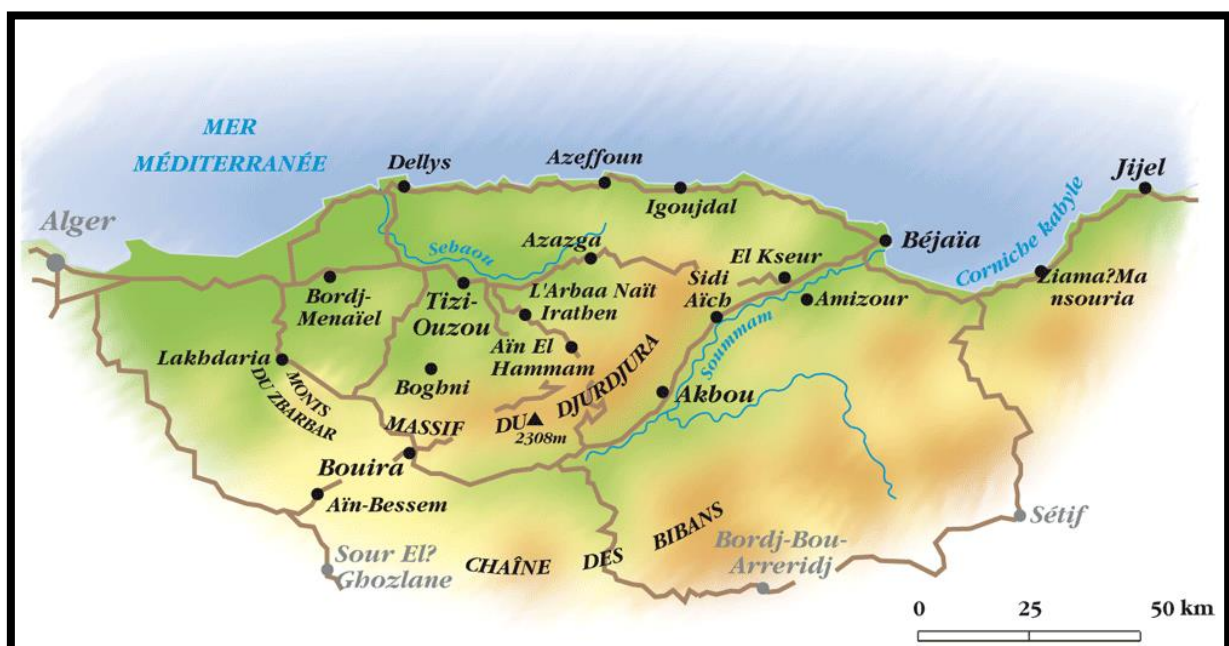 MER
MÉDITERRANÉE
Dellys
Azeffoun
Igoujdal
Jijel
Alger
Sebaou
Azazga
El Kseur
Béjaïa
Corniche kabyle
Ziama?Ma
nsouria
Bordj-
Menaïel
Tizi-
Ouzou
L'Arbaa Naït
Irathen
Sidi
Aïch
Amizour
Soummam
Lakhdaria
MONTS
DU ZBARBAR
Boghni
Aïn El
Hammam
MASSIF DU DJURDJURA
2308m
Akbou
Bouira
Aïn-Bessem
Sour El?
Ghozlane
CHAÎNE DES BIBANS
Bordj-Bou-
Arreridj
Sétif
0 25 50 km